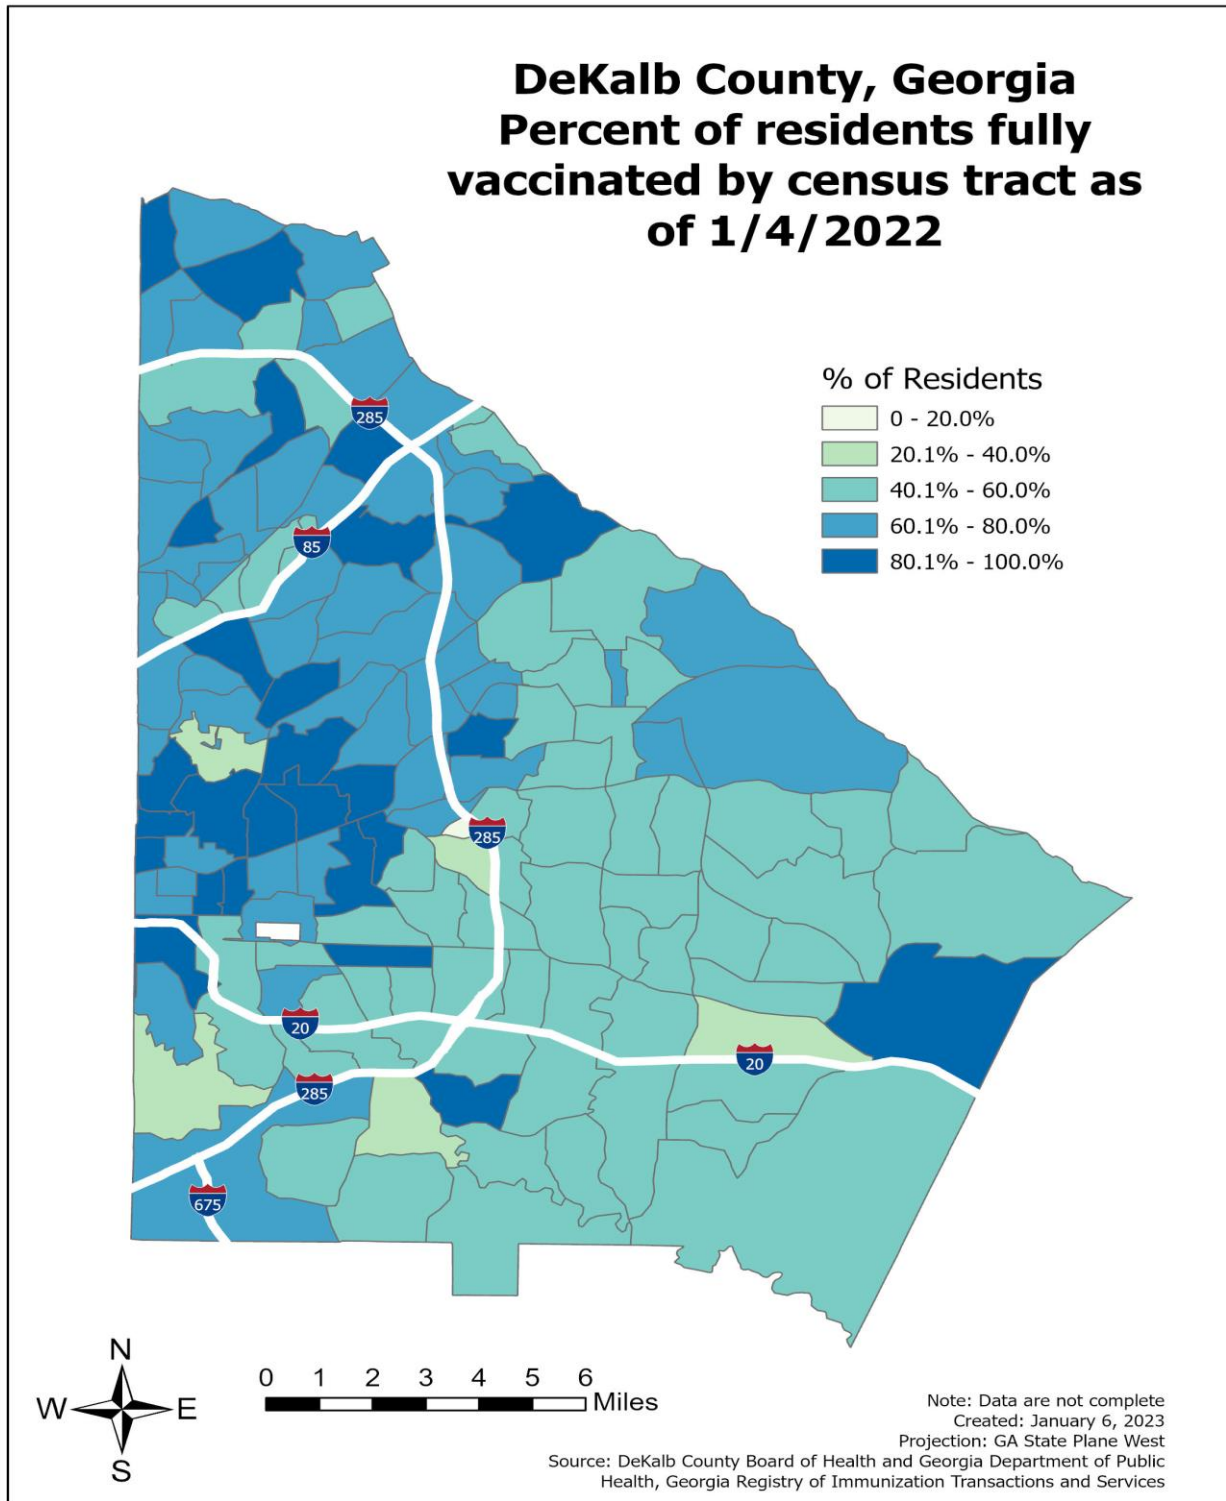 DeKalb County, Georgia
Percent of residents fully
vaccinated by census tract as
of 1/4/2022
% of Residents
0 - 20.0%
20.1% - 40.0%
40.1% - 60.0%
60.1% - 80.0%
80.1% - 100.0%
285
85
285
20
20
285
675
N
W E
S
0 1 2 3 4 5 6
Miles
Note: Data are not complete
Created: January 6, 2023
Projection: GA State Plane West
Source: DeKalb County Board of Health and Georgia Department of Public
Health, Georgia Registry of Immunization Transactions and Services